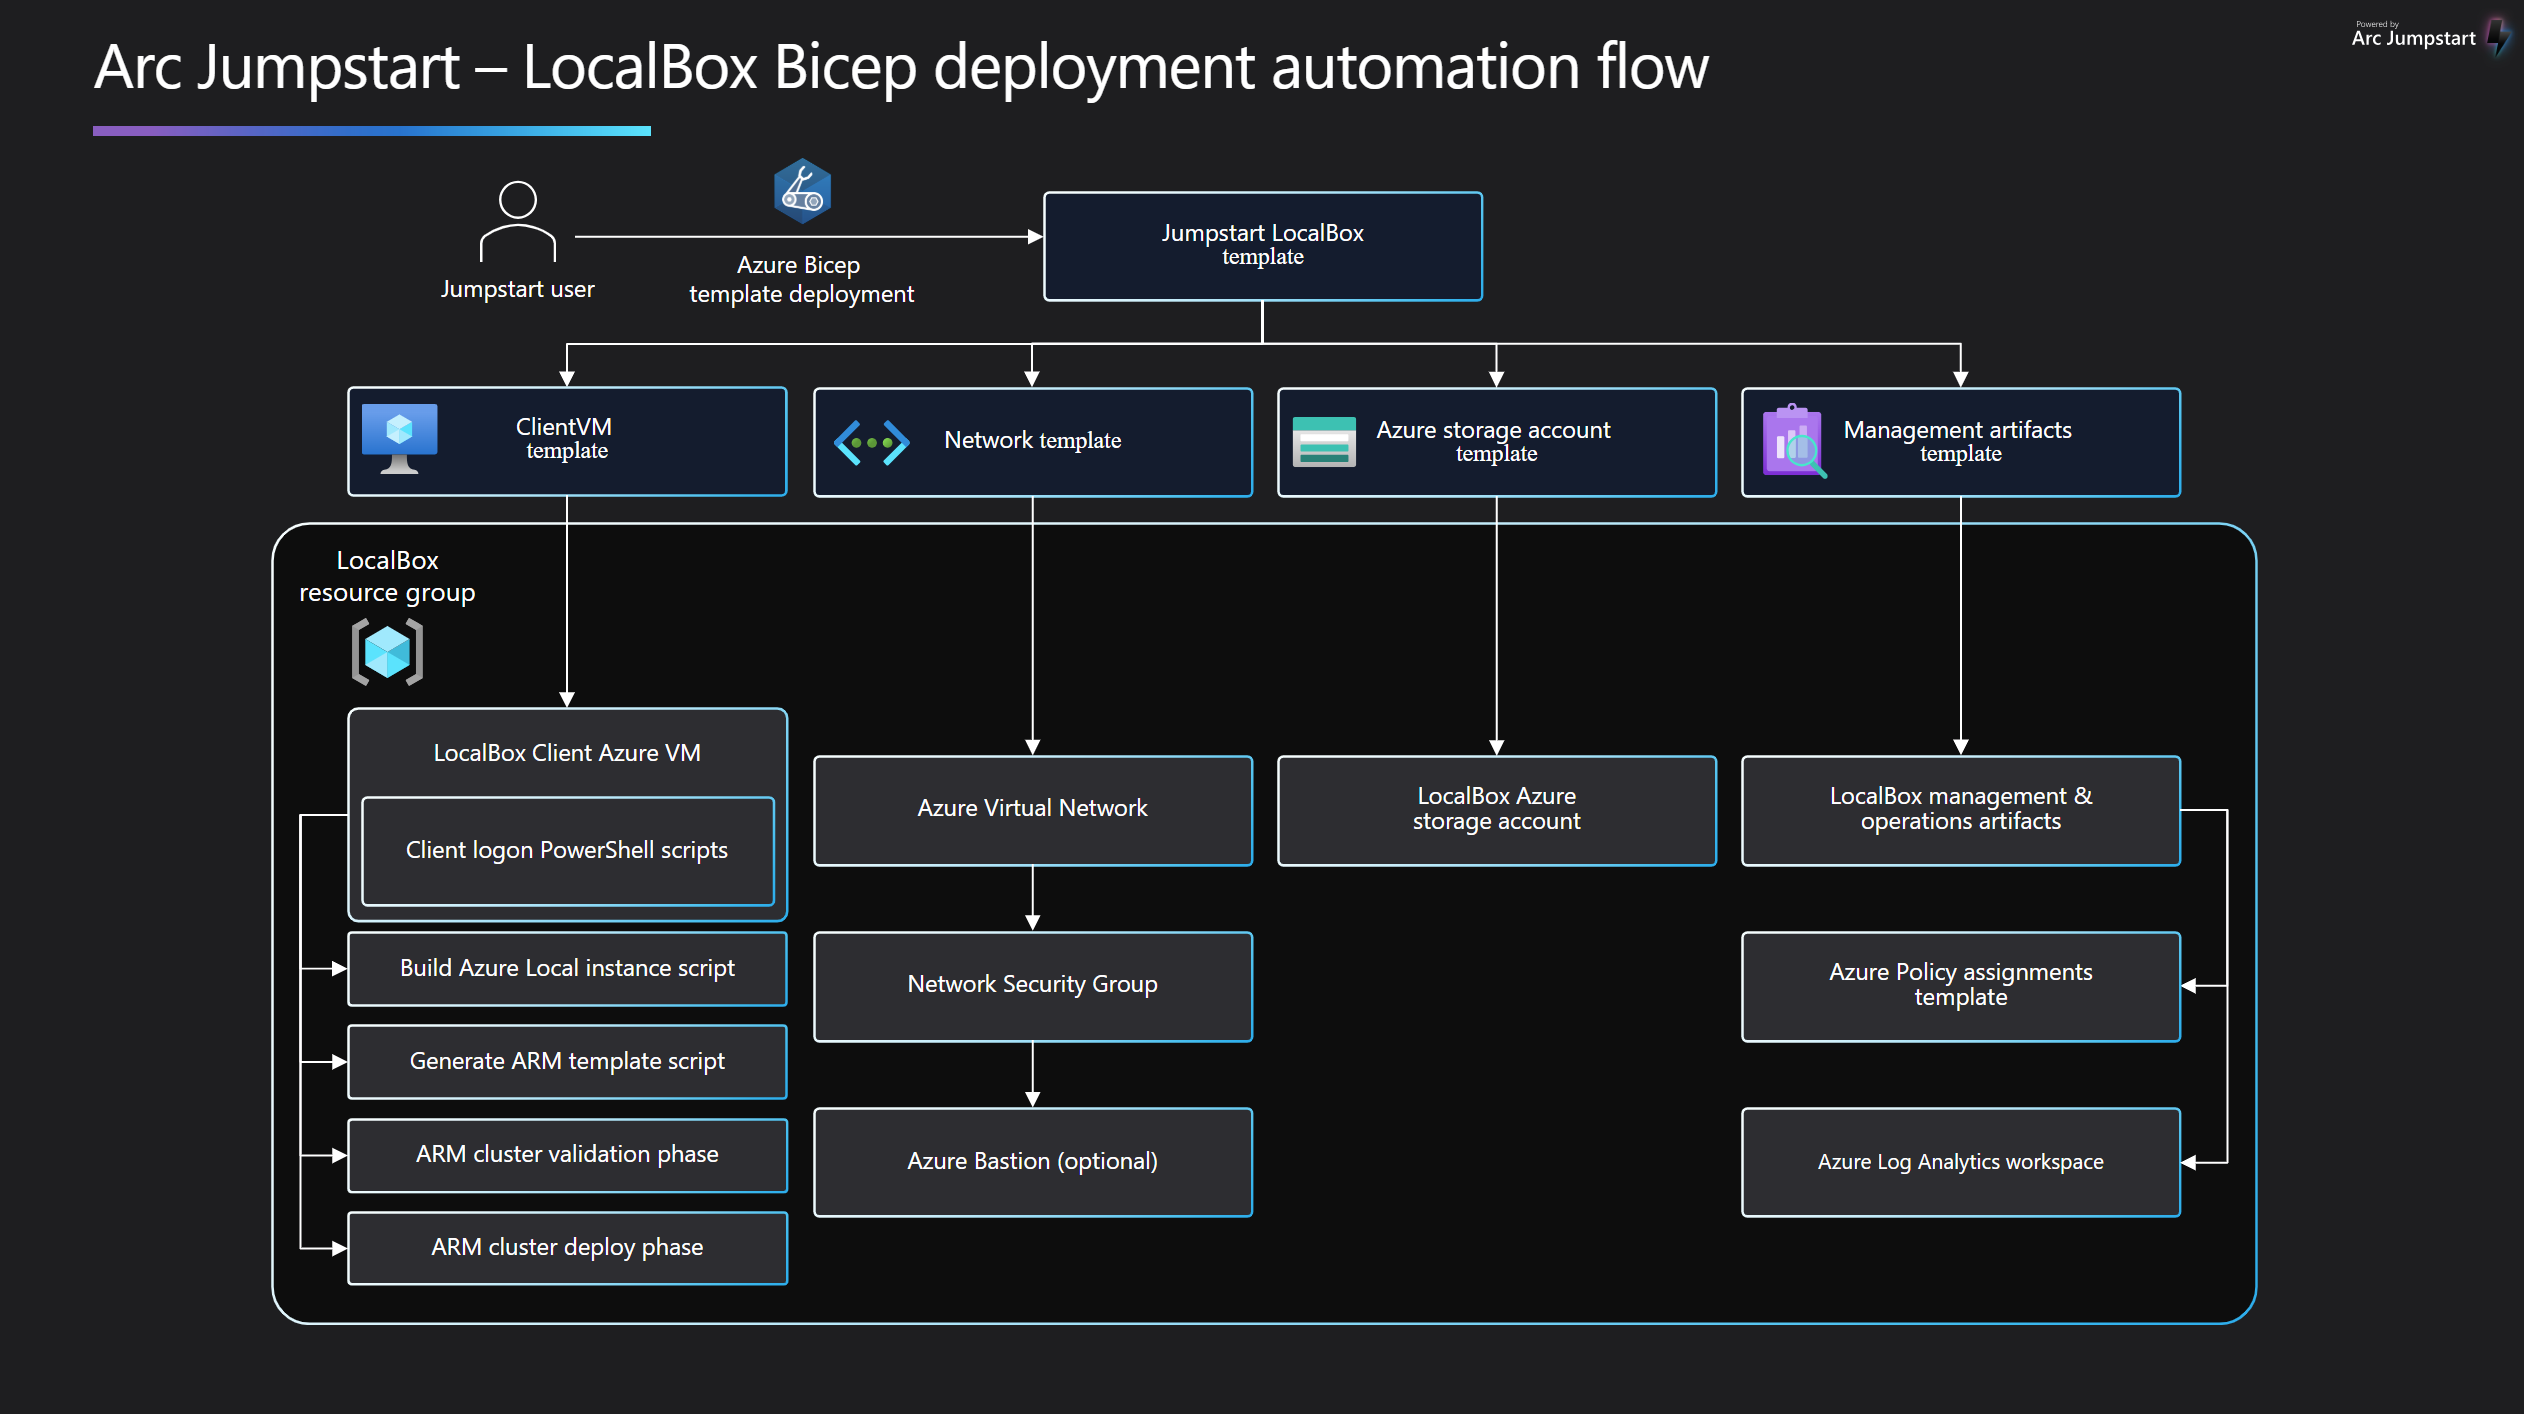 Powered by
Arc Jumpstart
Arc Jumpstart – LocalBox Bicep deployment automation flow
Jumpstart user
Azure Bicep
template deployment
Jumpstart LocalBox
template
ClientVM
template
Network template
Azure storage account
template
Management artifacts
template
LocalBox
resource group
LocalBox Client Azure VM
Client logon PowerShell scripts
Build Azure Local instance script
Generate ARM template script
ARM cluster validation phase
ARM cluster deploy phase
Azure Virtual Network
Network Security Group
Azure Bastion (optional)
LocalBox Azure
storage account
LocalBox management &
operations artifacts
Azure Policy assignments
template
Azure Log Analytics workspace